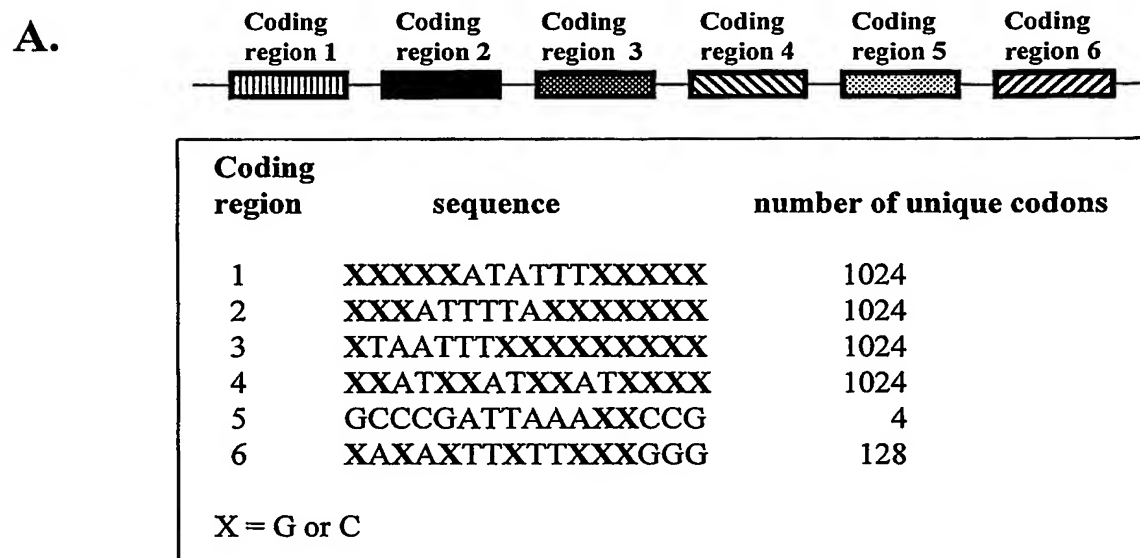 A.
Coding Coding Coding Coding Coding Coding
region 1 region 2 region 3 region 4 region 5 region 6
Coding
region sequence number of unique codons
1 XXXXXATATTTXXXXX 1024
2 XXXATTTTAXXXXXXX 1024
3 XTAATTTXXXXXXXXX 1024
4 XXATXXATXXATXXXX 1024
5 GCCCGATTAAAXXCCG 4
6 XAXAXTTXTTXXXGGG 128
X = G or C